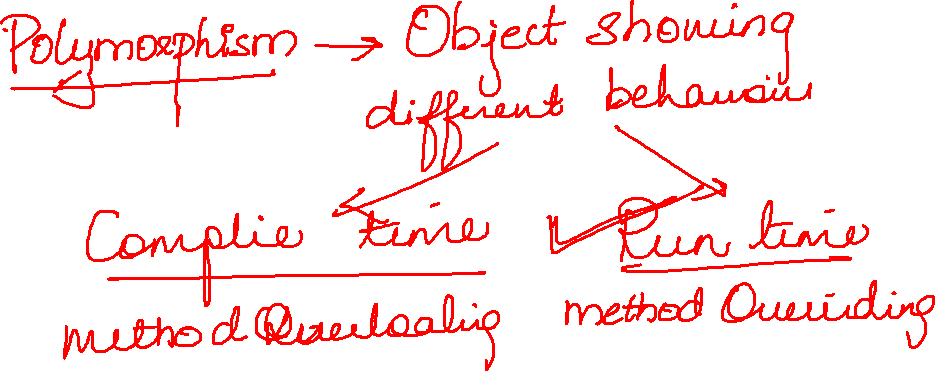 Polymorphism → Object showing
different behaviour
Complie time Run time
method Overloading method Overriding